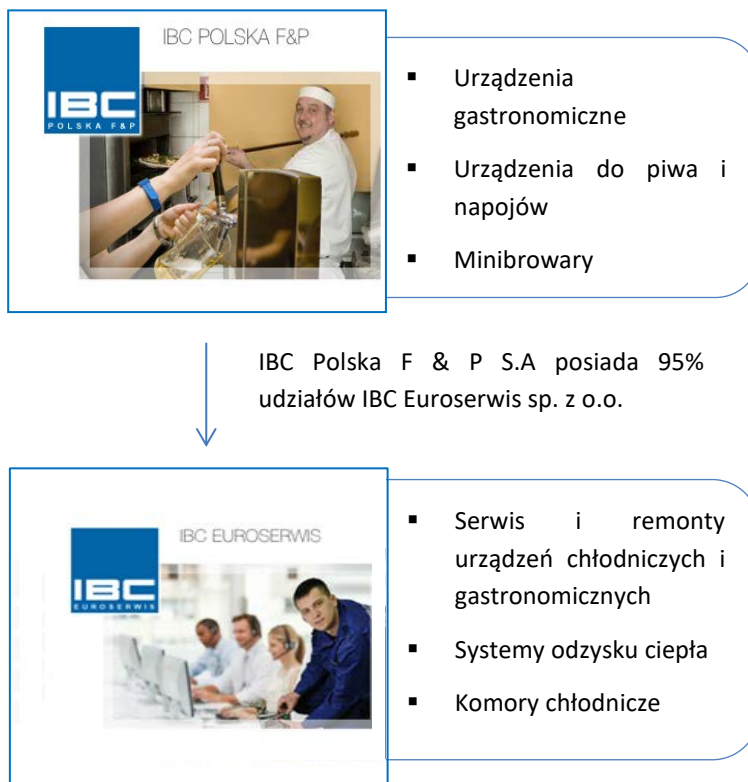 IBC POLSKA F&P
IBC
POLSKA F&P
▪ Urządzenia
gastronomiczne
▪ Urządzenia do piwa i
napojów
▪ Minibrowary
IBC Polska F & P S.A posiada 95%
udziałów IBC Euroserwis sp. z o.o.
IBC EUROSERWIS
IBC
EUROSERWIS
▪ Serwis i remonty
urządzeń chłodniczych i
gastronomicznych
▪ Systemy odzysku ciepła
▪ Komory chłodnicze